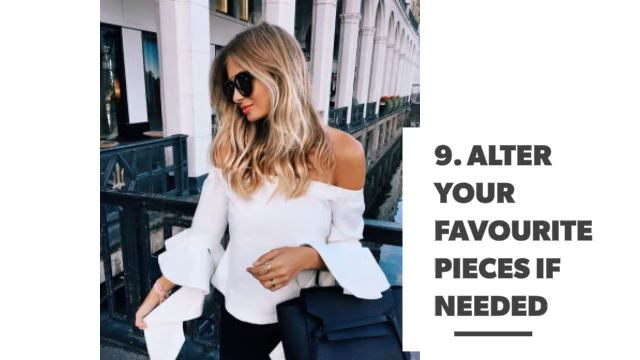 9. ALTER
YOUR
FAVOURITE
PIECES IF
NEEDED